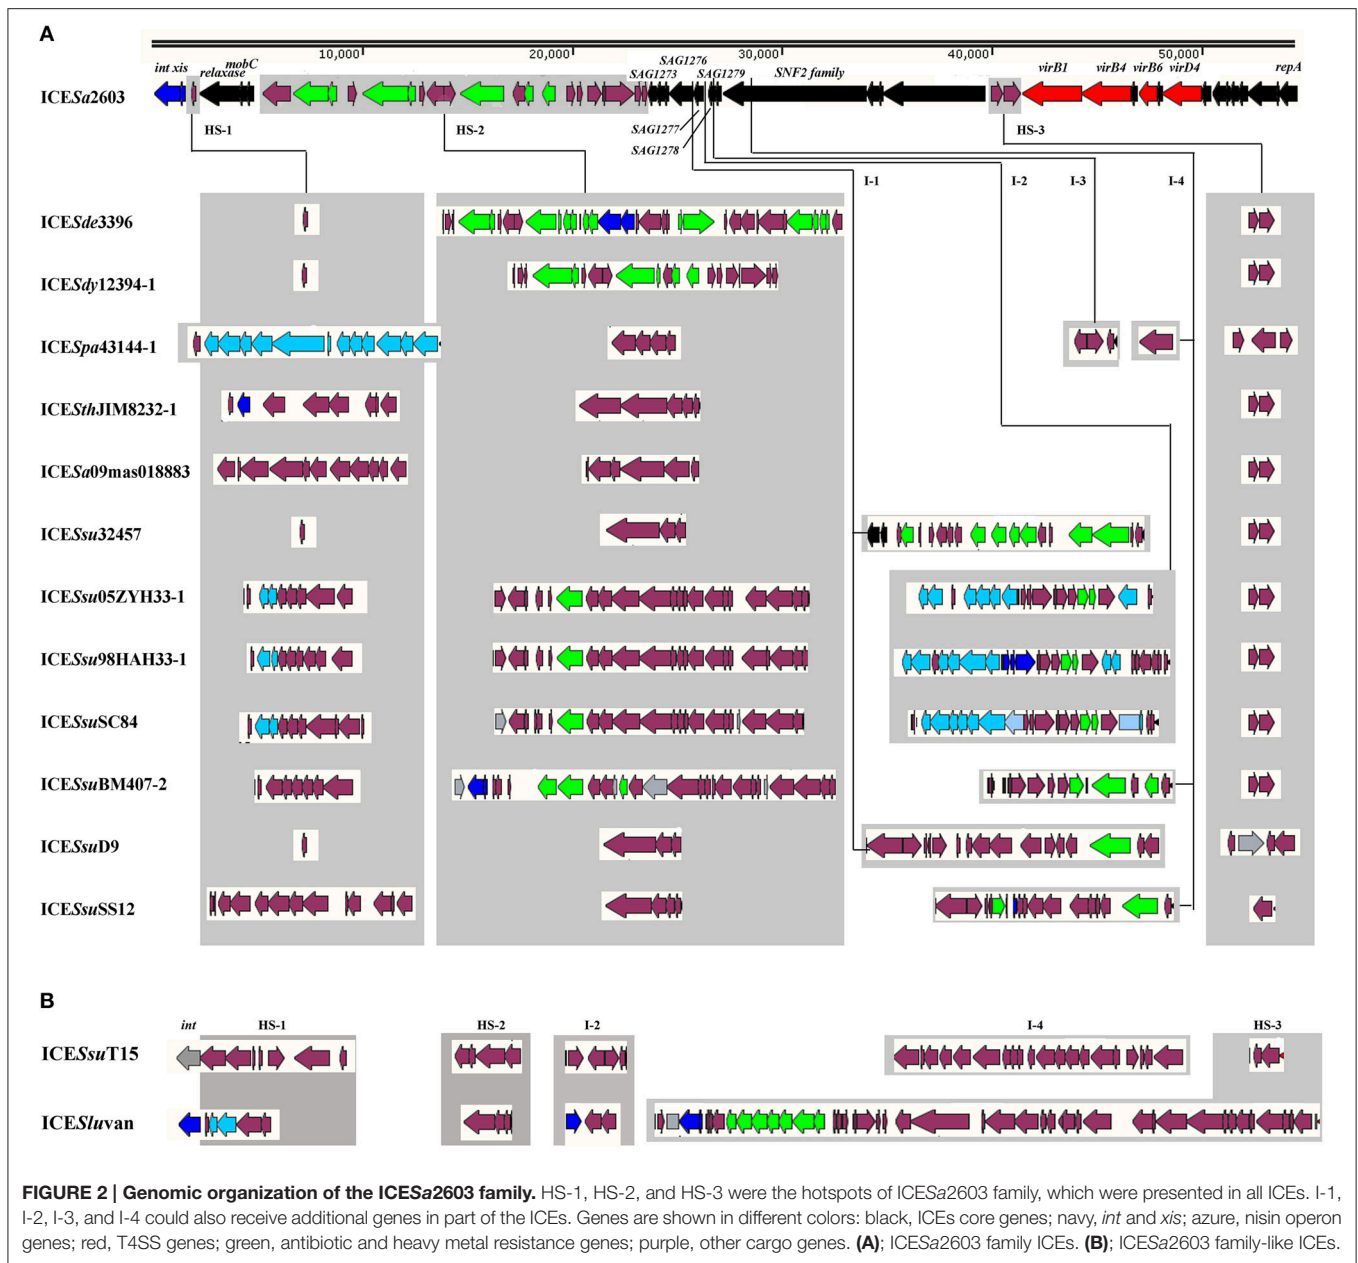 A
10,000 20,000 30,000 40,000 50,000
int xis relaxase mobC SAG1273 SAG1276 SAG1279 SNF2 family virB1 virB4 virB6 virD4 repA
ICESa2603
HS-1 HS-2 SAG1277 HS-3
SAG1278
I-1 I-2 I-3 I-4
ICESde3396
ICESdy12394-1
ICESpa43144-1
ICESthJIM8232-1
ICESa09mas018883
ICESsu32457
ICESsu05ZYH33-1
ICESsu98HAH33-1
ICESsuSC84
ICESsuBM407-2
ICESsuD9
ICESsuSS12
B
int HS-1 HS-2 I-2 I-4 HS-3
ICESsuT15
ICESluvan
FIGURE 2 | Genomic organization of the ICESa2603 family. HS-1, HS-2, and HS-3 were the hotspots of ICESa2603 family, which were presented in all ICEs. I-1,
I-2, I-3, and I-4 could also receive additional genes in part of the ICEs. Genes are shown in different colors: black, ICEs core genes; navy, int and xis; azure, nisin operon
genes; red, T4SS genes; green, antibiotic and heavy metal resistance genes; purple, other cargo genes. (A); ICESa2603 family ICEs. (B); ICESa2603 family-like ICEs.